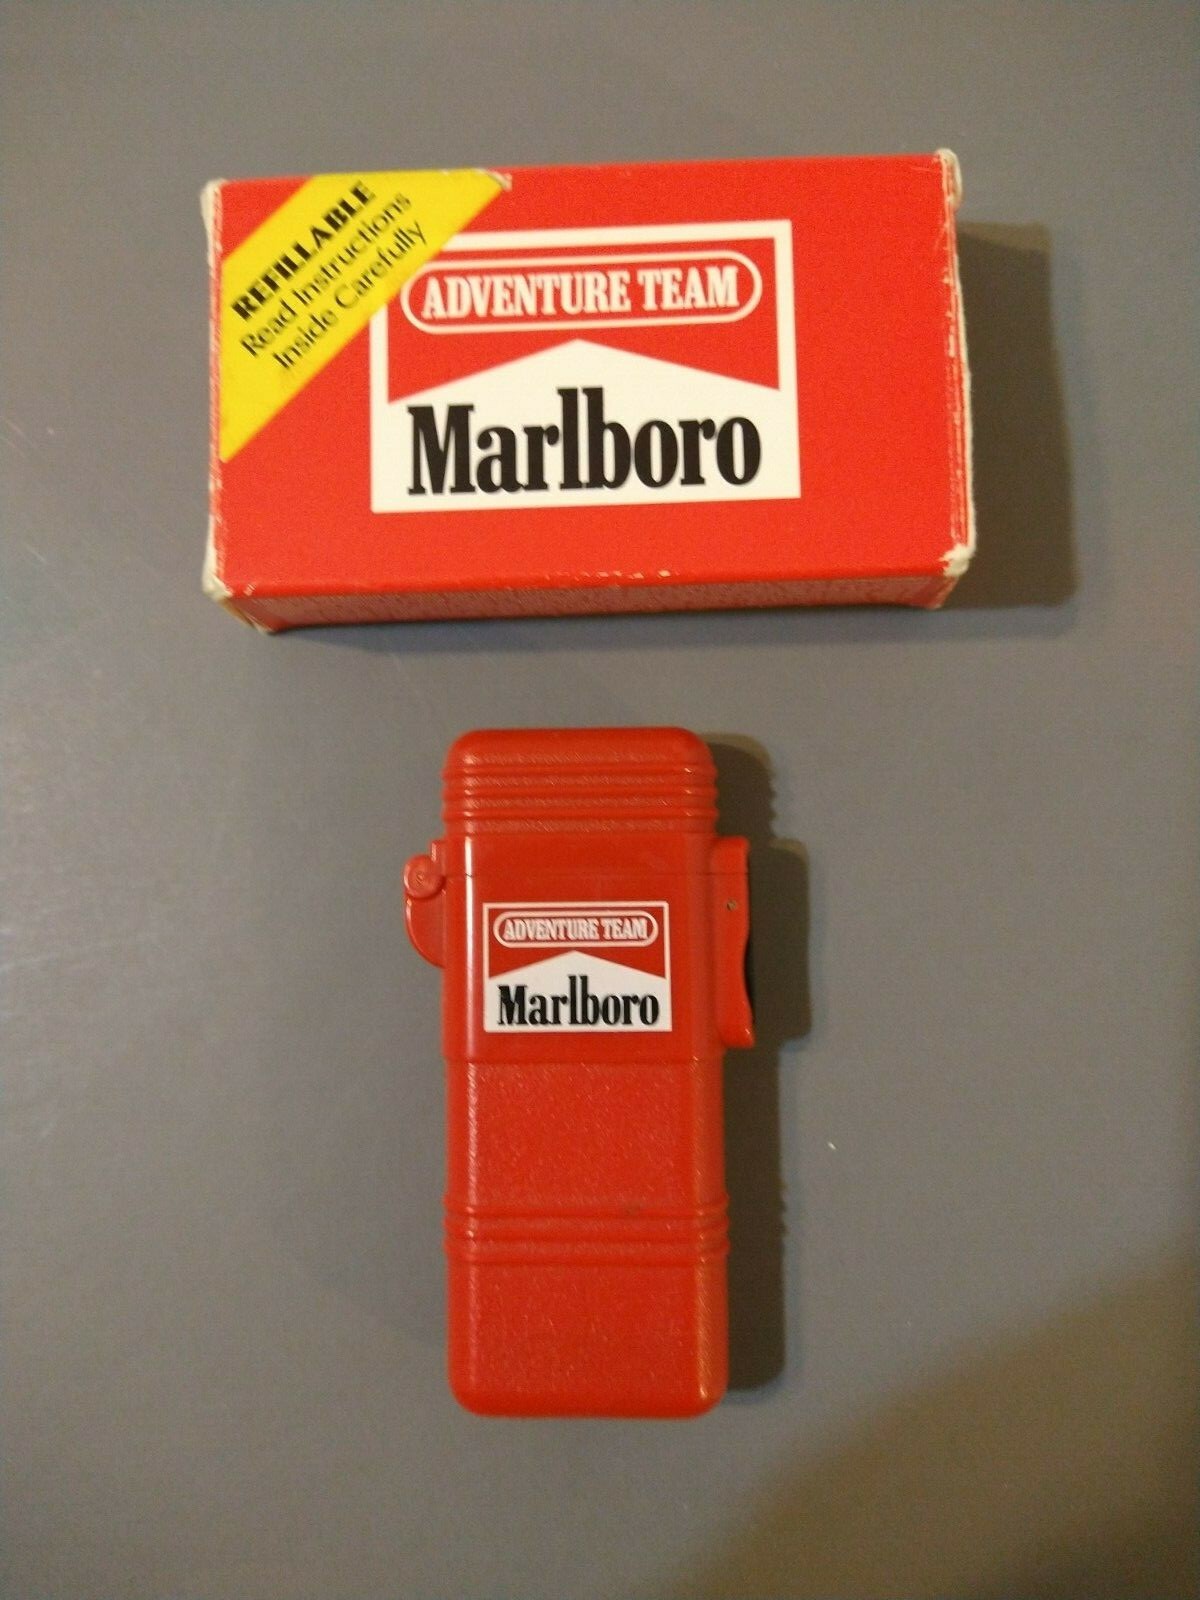 REFILLABLE
Read Instructions
Inside Carefully
ADVENTURE TEAM
Marlboro
ADVENTURE TEAM
Marlboro